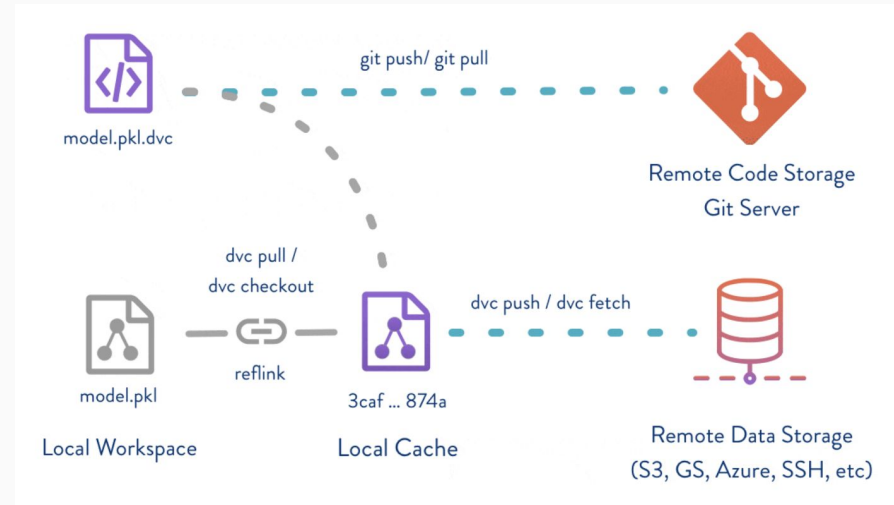 git push/ git pull
model.pkl.dvc
Remote Code Storage
Git Server
dvc pull /
dvc checkout
dvc push / dvc fetch
reflink
model.pkl
3caf ... 874a
Local Workspace
Local Cache
Remote Data Storage
(S3, GS, Azure, SSH, etc)